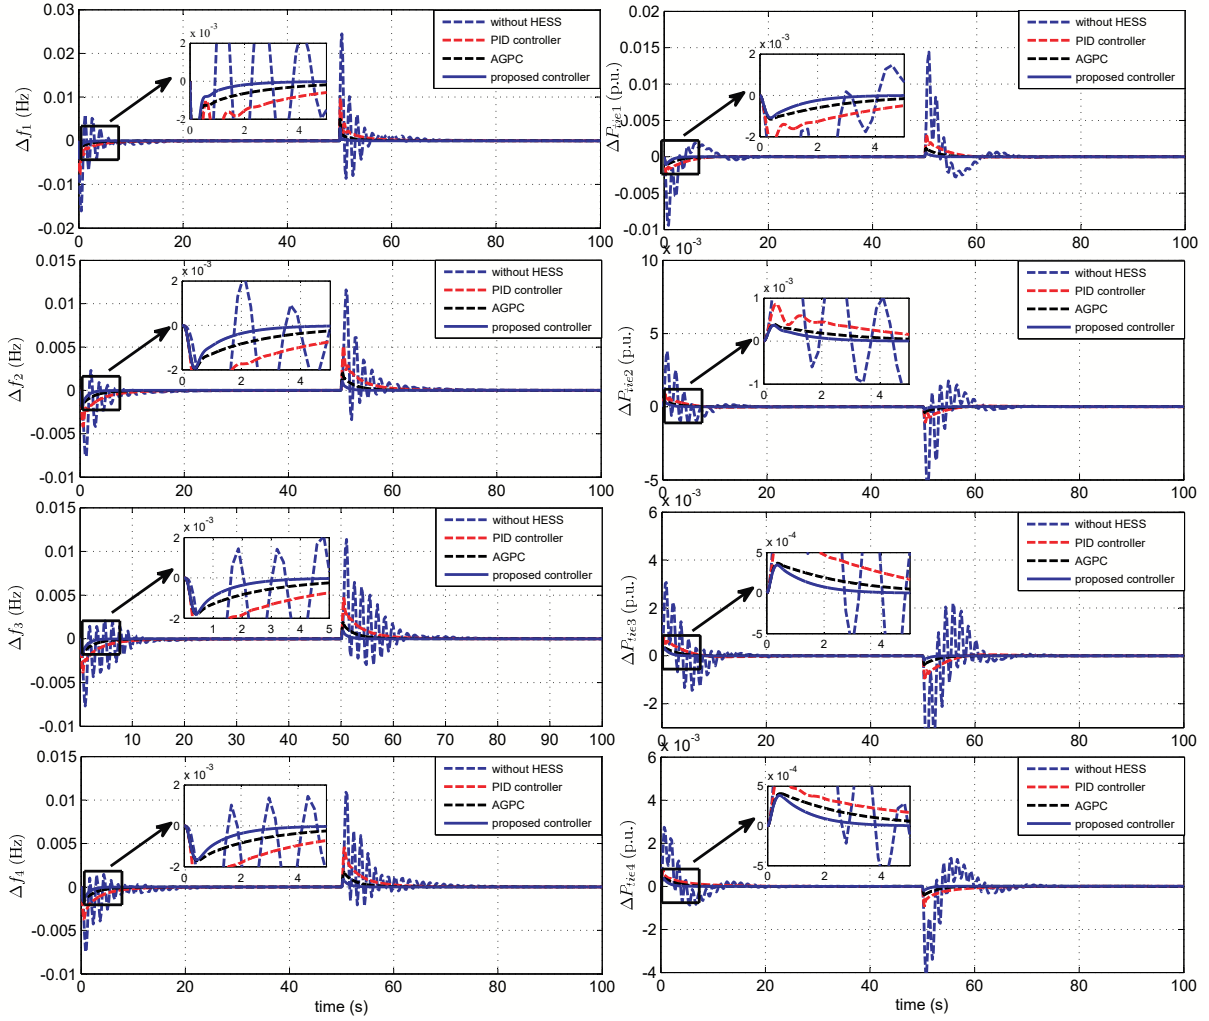 0.03
0.02
0.01
0
-0.01
0.02
Δf1 (Hz)
x 10-3
2
0
-2
0 2 4
without HESS
PID controller
AGPC
proposed controller
0 20 40 60 80 100
0.02
0.015
0.01
0.005
0
-0.005
-0.01
ΔPtie1 (p.u.)
x 10-3
2
0
-2
0 2 4
without HESS
PID controller
AGPC
proposed controller
0 20 40 60 80 100
0.015
0.01
0.005
0
-0.005
-0.01
Δf2 (Hz)
x 10-3
2
0
-2
0 2 4
without HESS
PID controller
AGPC
proposed controller
0 20 40 60 80 100
x 10-3
10
5
0
-5
ΔPtie2 (p.u.)
x 10-3
1
0
-1
0 2 4
without HESS
PID controller
AGPC
proposed controller
0 20 40 60 80 100
0.015
0.01
0.005
0
-0.005
-0.01
Δf3 (Hz)
x 10-3
2
0
-2
1 2 3 4 5
without HESS
PID controller
AGPC
proposed controller
10 20 30 40 50 60 70 80 90 100
x 10-3
6
4
2
0
-2
ΔPtie3 (p.u.)
x 10-4
5
0
-5
0 2 4
without HESS
PID controller
AGPC
proposed controller
0 20 40 60 80 100
0.015
0.01
0.005
0
-0.005
-0.01
Δf4 (Hz)
x 10-3
2
0
-2
0 2 4
without HESS
PID controller
AGPC
proposed controller
0 20 40 60 80 100
time (s)
x 10-3
6
4
2
0
-2
-4
ΔPtie4 (p.u.)
x 10-4
5
0
-5
0 2 4
without HESS
PID controller
AGPC
proposed controller
0 20 40 60 80 100
time (s)